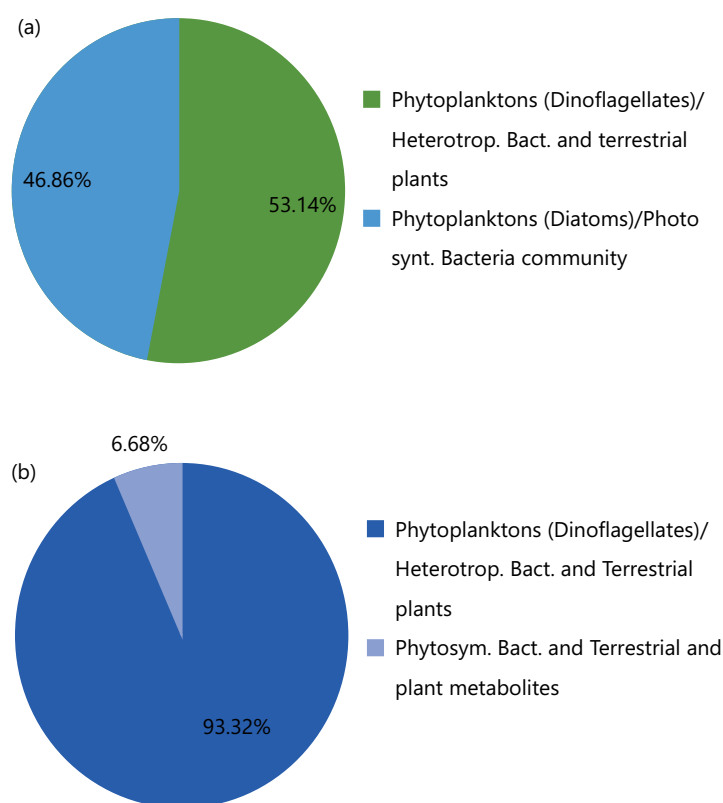 (a)
46.86%
53.14%
Phytoplanktons (Dinoflagellates)/
Heterotrop. Bact. and terrestrial
plants
Phytoplanktons (Diatoms)/Photo
synt. Bacteria community
6.68%
(b)
93.32%
Phytoplanktons (Dinoflagellates)/
Heterotrop. Bact. and Terrestrial
plants
Phytosym. Bact. and Terrestrial and
plant metabolites